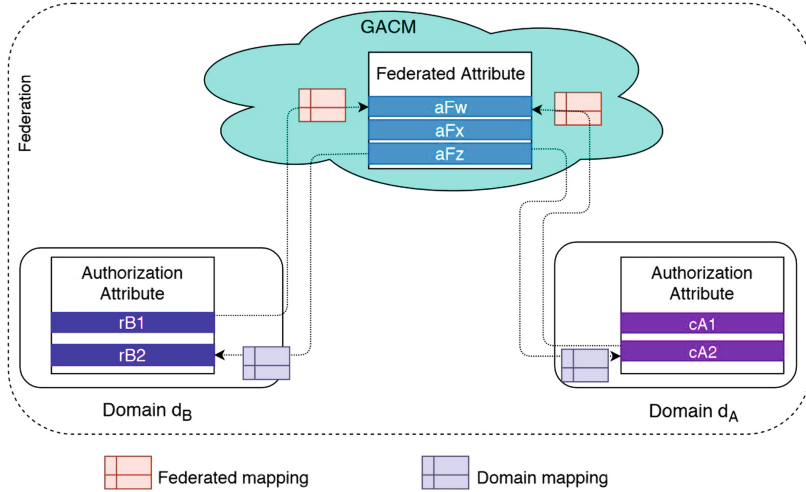 GACM
Federated Attribute
aFw
aFx
aFz
Federation
Authorization
Attribute
rB1
rB2
Domain dB
Authorization
Attribute
cA1
cA2
Domain dA
Federated mapping
Domain mapping